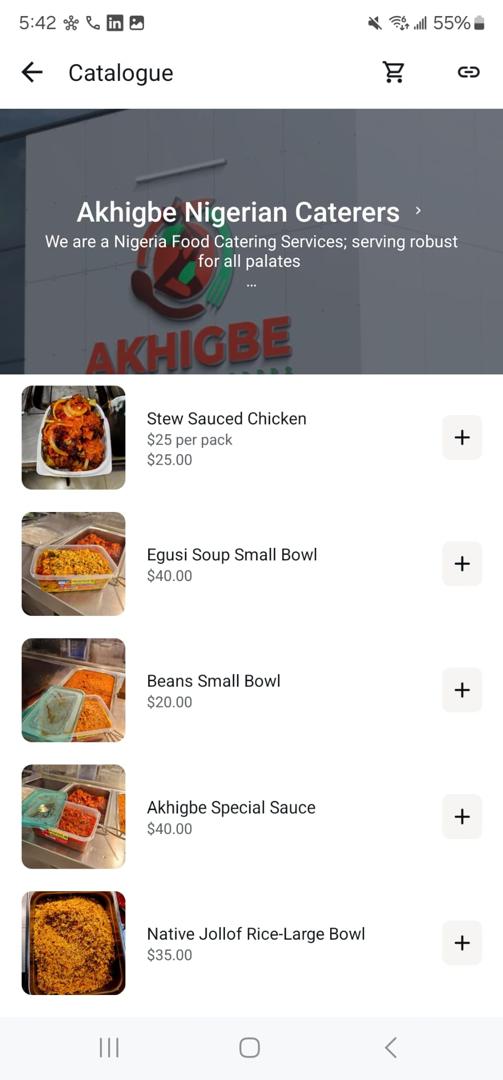 5:42
55%
Catalogue
Akhigbe Nigerian Caterers
We are a Nigeria Food Catering Services; serving robust
for all palates
...
AKHIGBE
Stew Sauced Chicken
$25 per pack
$25.00
Egusi Soup Small Bowl
$40.00
Beans Small Bowl
$20.00
Akhigbe Special Sauce
$40.00
Native Jollof Rice-Large Bowl
$35.00